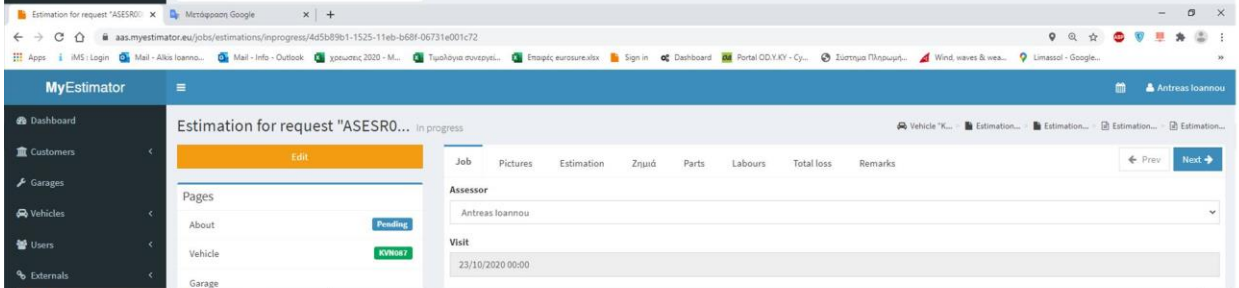 Estimation for request "ASESR00 Μετάφραση Google
aas.myestimator.eu/jobs/estimations/inprogress/4d5b89b1-1525-11eb-b68f-06731e001c72
Apps iMS : Login Mail - Alkis Ioanno... Mail - Info - Outlook χρεωσεις 2020 - M... Τιμολόγια συνεργεί... Επαφές eurosure.xlsx Sign in Dashboard Portal OD.Y.KY - Cy... Σύστημα Πληρωμή... Wind, waves & wea... Limassol - Google... »
MyEstimator Antreas Ioannou
Dashboard Estimation for request "ASESR0... In progress Vehicle "K... Estimation... Estimation... Estimation... Estimation...
Customers Edit Job Pictures Estimation Ζημιά Parts Labours Total loss Remarks Prev Next
Garages Pages Assessor
Vehicles About Pending Antreas Ioannou
Users Vehicle KVN087 Visit
Externals Garage 23/10/2020 00:00